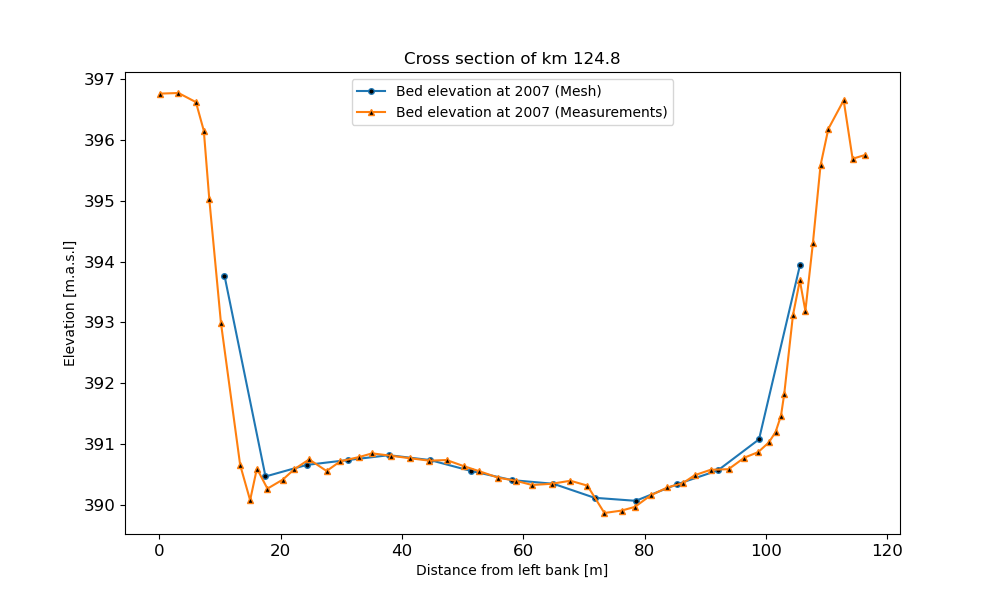 Cross section of km 124.8
Bed elevation at 2007 (Mesh)
Bed elevation at 2007 (Measurements)
397
396
395
394
393
392
391
390
Elevation [m.a.s.l]
0 20 40 60 80 100 120
Distance from left bank [m]